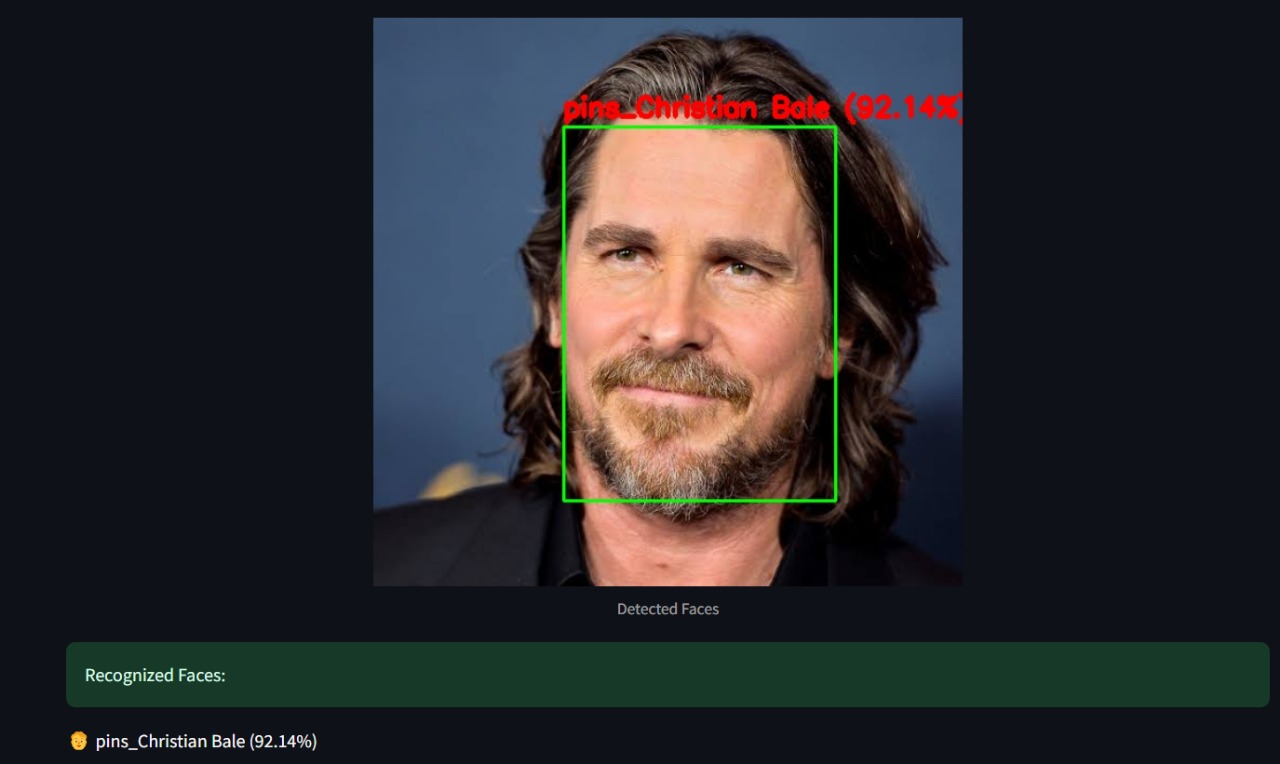 pins_Christian Bale (92.14%)
Detected Faces
Recognized Faces:
pins_Christian Bale (92.14%)